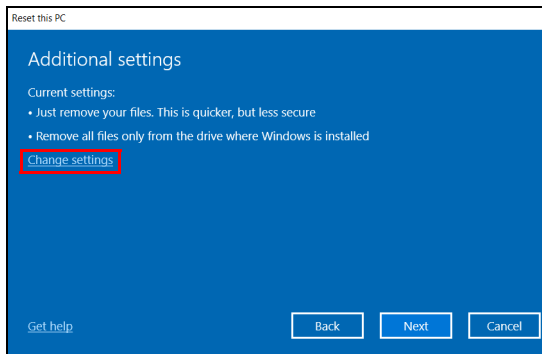 Reset this PC
Additional settings
Current settings:
• Just remove your files. This is quicker, but less secure
• Remove all files only from the drive where Windows is installed
Change settings
Get help
Back
Next
Cancel